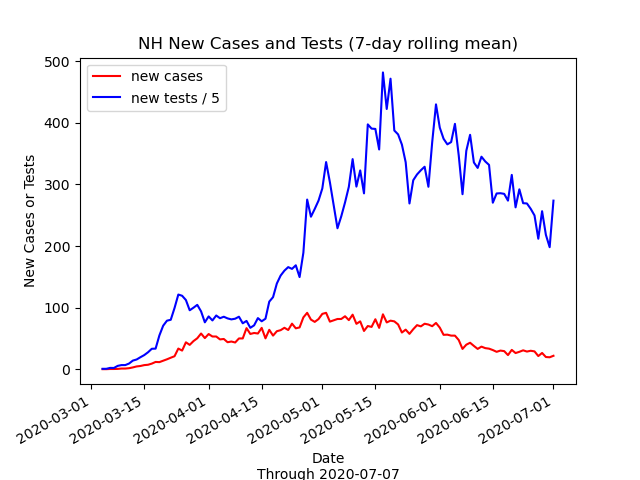 NH New Cases and Tests (7-day rolling mean)
new cases
new tests / 5
New Cases or Tests
500
400
300
200
100
0
2020-03-01
2020-03-15
2020-04-01
2020-04-15
2020-05-01
2020-05-15
2020-06-01
2020-06-15
2020-07-01
Date
Through 2020-07-07